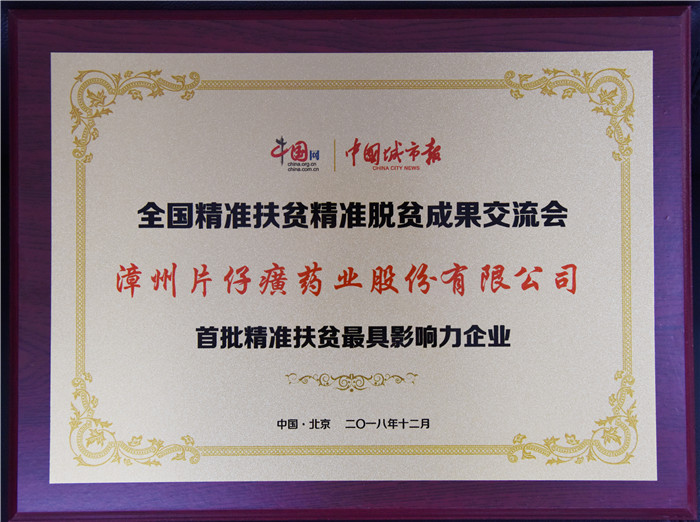 中国网 中国城市报
china.org.cn CHINA CITY NEWS
china.com.cn
全国精准扶贫精准脱贫成果交流会
漳州片仔癀药业股份有限公司
首批精准扶贫最具影响力企业
中国·北京 二〇一八年十二月